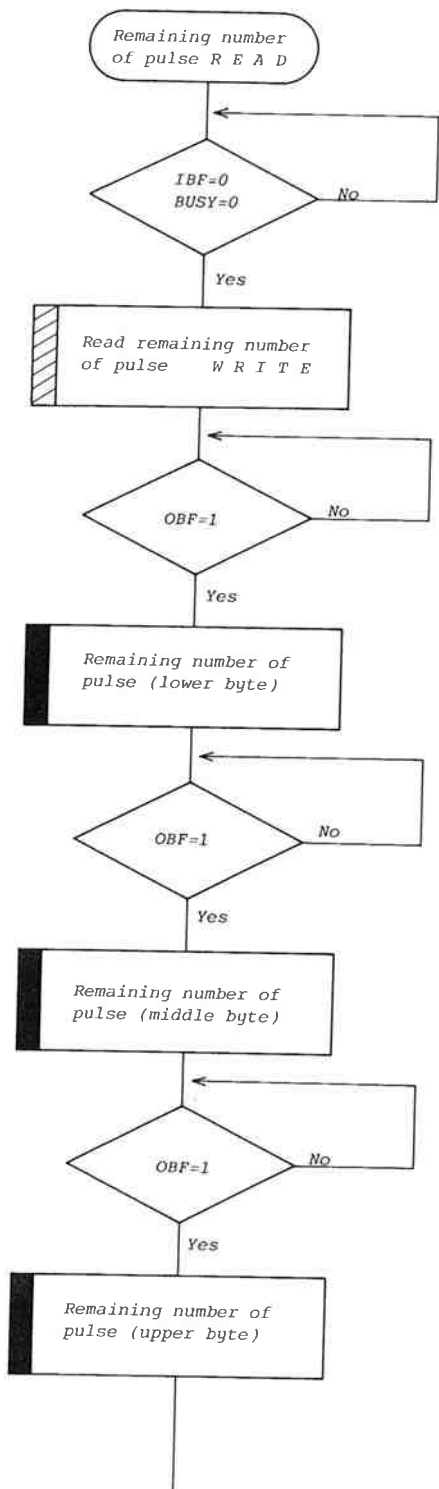 Remaining number
of pulse R E A D
IBF=0
BUSY=0
No
Yes
Read remaining number
of pulse W R I T E
OBF=1
No
Yes
Remaining number of
pulse (lower byte)
OBF=1
No
Yes
Remaining number of
pulse (middle byte)
OBF=1
No
Yes
Remaining number of
pulse (upper byte)